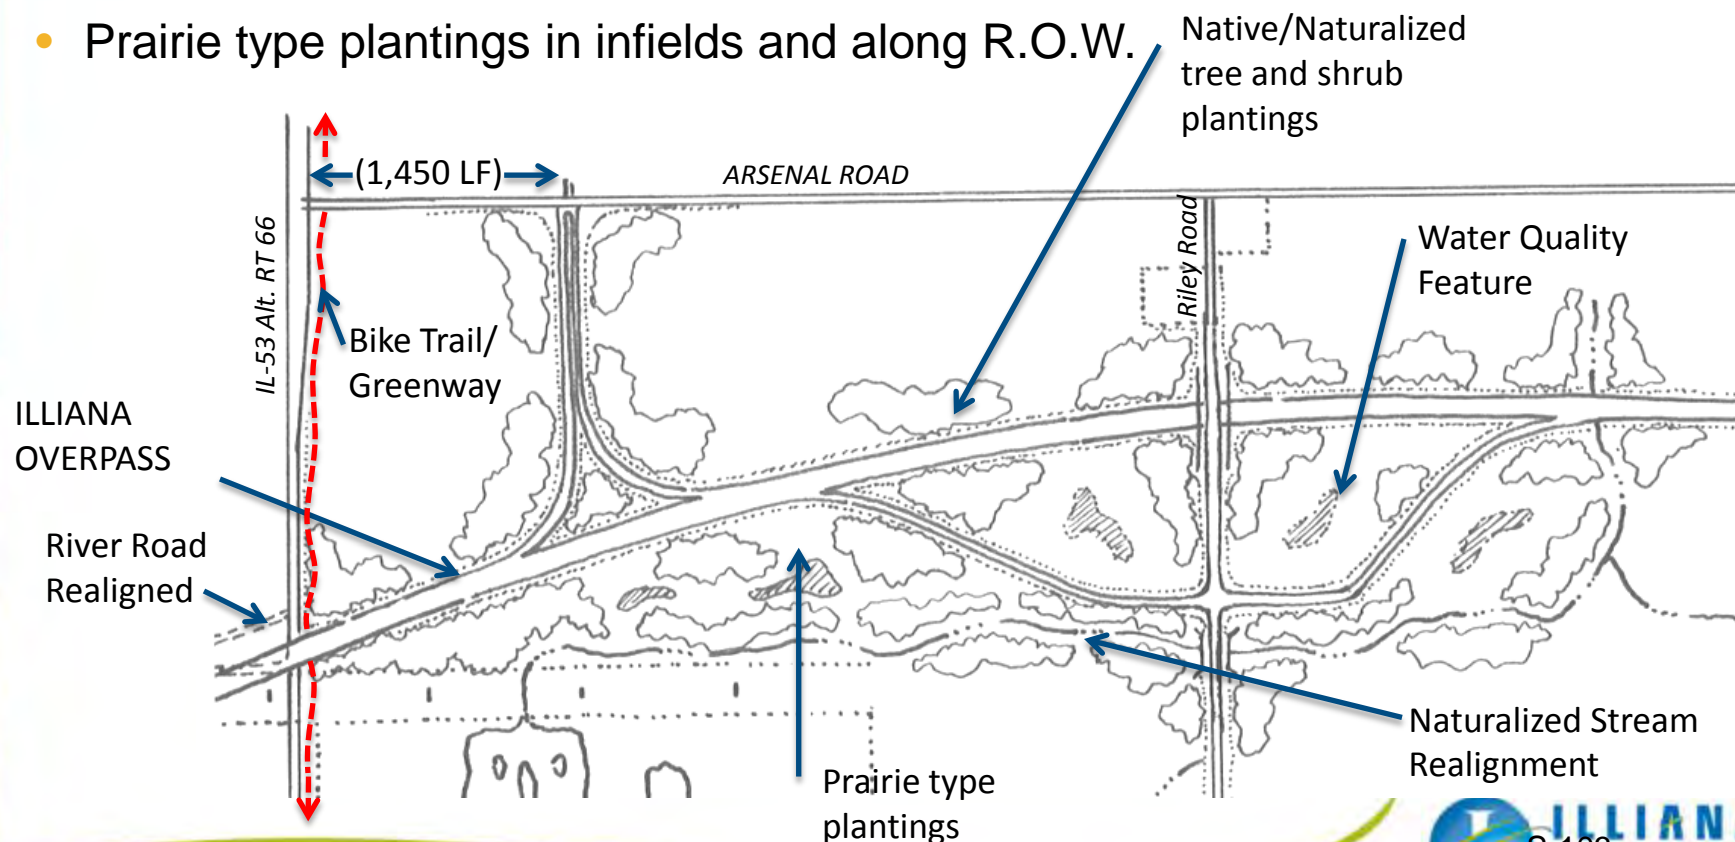 • Prairie type plantings in infields and along R.O.W.
Native/Naturalized
tree and shrub
plantings
(1,450 LF)
ARSENAL ROAD
IL-53 Alt. RT 66
Riley Road
Water Quality
Feature
Bike Trail/
Greenway
ILLIANA
OVERPASS
River Road
Realigned
Naturalized Stream
Realignment
Prairie type
plantings